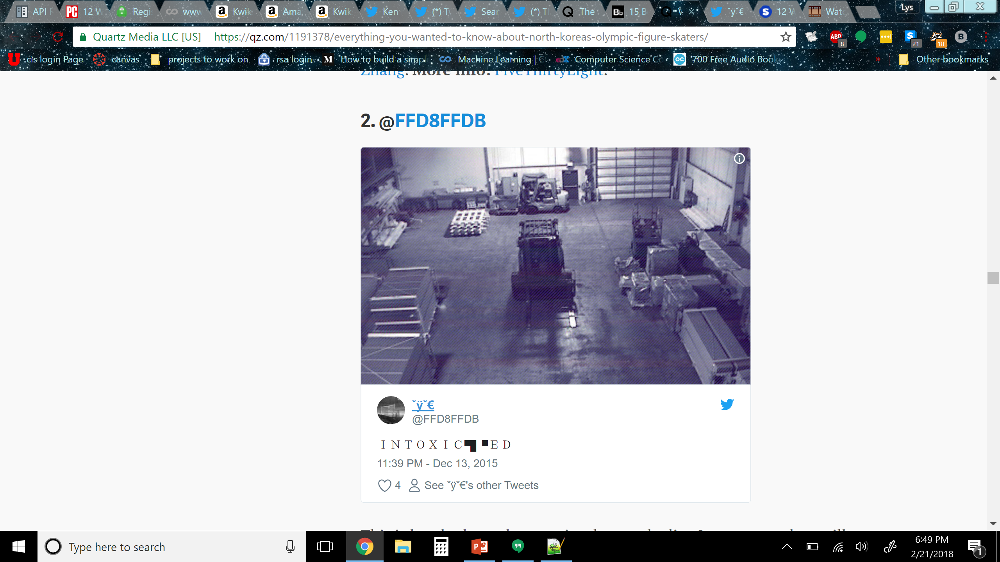 API
12 W
Regi
www
Kwik
Ama
Kwik
Ken
(*) T
Sear
(*) T
The
15 B
ˇÿˇ€
12 W
Wat
Lys
Quartz Media LLC [US]
https://qz.com/1191378/everything-you-wanted-to-know-about-north-koreas-olympic-figure-skaters/
ABP
8
21
18
B
cis login Page
canvas
projects to work on
rsa login
How to build a simpl
Machine Learning |
Computer Science Co
700 Free Audio Book
Other bookmarks
Zhang. More info: FiveThirtyEight.
2. @FFD8FFDB
ˇÿˇ€
@FFD8FFDB
ＩＮＴＯＸＩＣ▜▝ＥＤ
11:39 PM - Dec 13, 2015
4 See ˇÿˇ€'s other Tweets
Type here to search
6:49 PM
2/21/2018
1